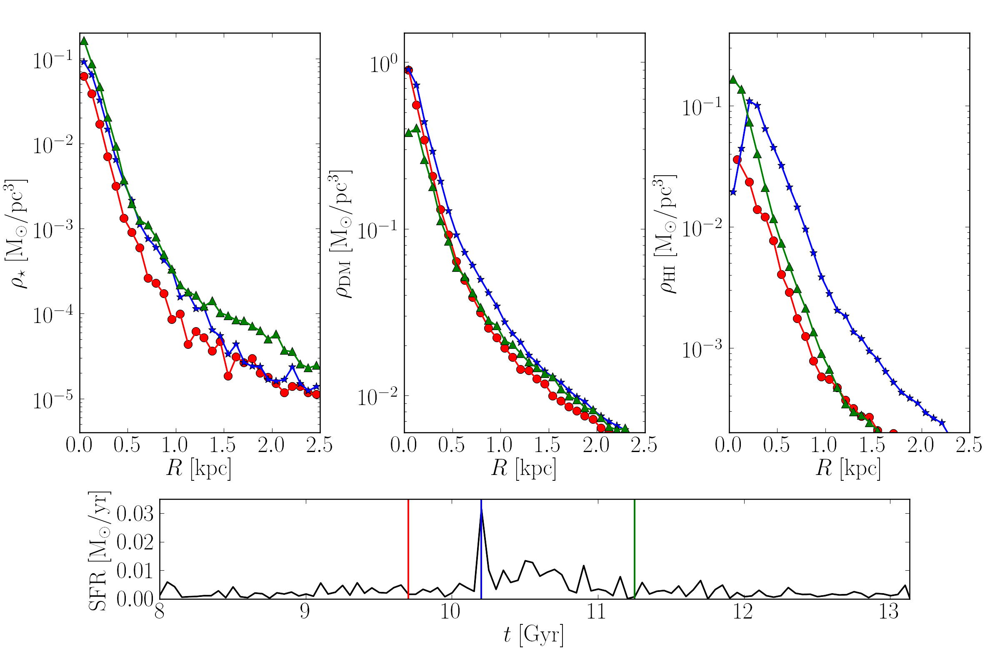 ρ⋆ [M⊙/pc³]
10⁻¹
10⁻²
10⁻³
10⁻⁴
10⁻⁵
0.0 0.5 1.0 1.5 2.0 2.5
R [kpc]
ρDM [M⊙/pc³]
10⁰
10⁻¹
10⁻²
0.0 0.5 1.0 1.5 2.0 2.5
R [kpc]
ρHI [M⊙/pc³]
10⁻¹
10⁻²
10⁻³
0.0 0.5 1.0 1.5 2.0 2.5
R [kpc]
SFR [M⊙/yr]
0.03
0.02
0.01
0.00
8 9 10 11 12 13
t [Gyr]